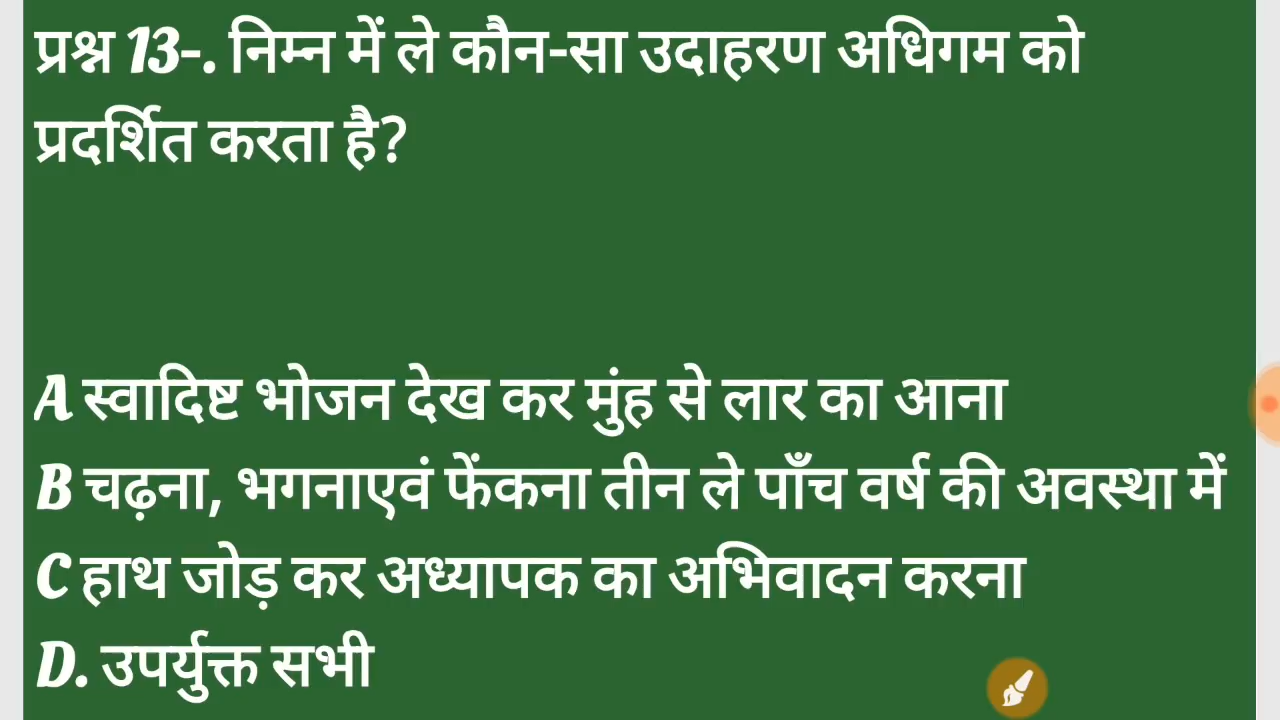 प्रश्न 13-. निम्न में ले कौन-सा उदाहरण अधिगम को
प्रदर्शित करता है?
A स्वादिष्ट भोजन देख कर मुंह से लार का आना
B चढ़ना, भगनाएवं फेंकना तीन ले पाँच वर्ष की अवस्था में
C हाथ जोड़ कर अध्यापक का अभिवादन करना
D. उपर्युक्त सभी